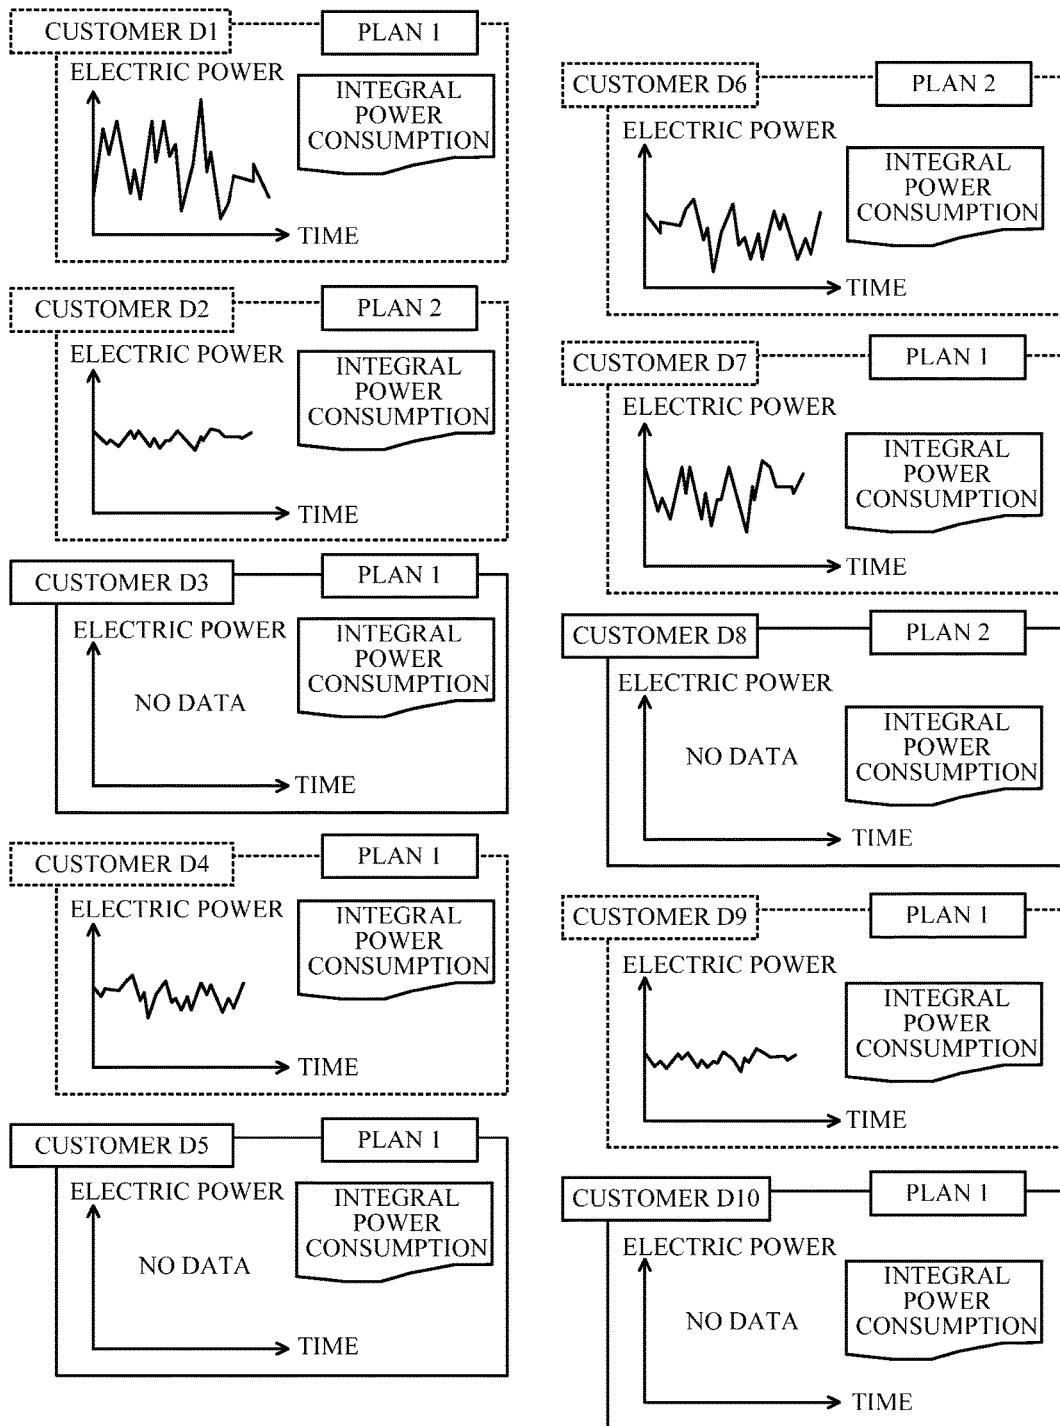 CUSTOMER D1
PLAN 1
ELECTRIC POWER
INTEGRAL
POWER
CONSUMPTION
TIME
CUSTOMER D2
PLAN 2
ELECTRIC POWER
INTEGRAL
POWER
CONSUMPTION
TIME
CUSTOMER D3
PLAN 1
ELECTRIC POWER
INTEGRAL
POWER
CONSUMPTION
NO DATA
TIME
CUSTOMER D4
PLAN 1
ELECTRIC POWER
INTEGRAL
POWER
CONSUMPTION
TIME
CUSTOMER D5
PLAN 1
ELECTRIC POWER
INTEGRAL
POWER
CONSUMPTION
NO DATA
TIME
CUSTOMER D6
PLAN 2
ELECTRIC POWER
INTEGRAL
POWER
CONSUMPTION
TIME
CUSTOMER D7
PLAN 1
ELECTRIC POWER
INTEGRAL
POWER
CONSUMPTION
TIME
CUSTOMER D8
PLAN 2
ELECTRIC POWER
INTEGRAL
POWER
CONSUMPTION
NO DATA
TIME
CUSTOMER D9
PLAN 1
ELECTRIC POWER
INTEGRAL
POWER
CONSUMPTION
TIME
CUSTOMER D10
PLAN 1
ELECTRIC POWER
INTEGRAL
POWER
CONSUMPTION
NO DATA
TIME